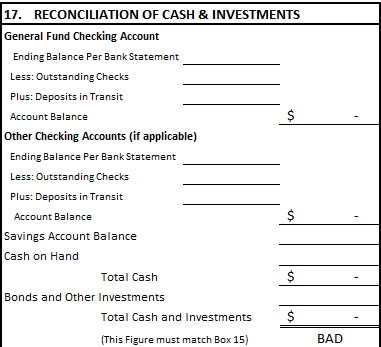 17. RECONCILIATION OF CASH & INVESTMENTS
General Fund Checking Account
Ending Balance Per Bank Statement
Less: Outstanding Checks
Plus: Deposits in Transit
Account Balance $ -
Other Checking Accounts (if applicable)
Ending Balance Per Bank Statement
Less: Outstanding Checks
Plus: Deposits in Transit
Account Balance $ -
Savings Account Balance
Cash on Hand
Total Cash $ -
Bonds and Other Investments
Total Cash and Investments $ -
(This Figure must match Box 15) BAD